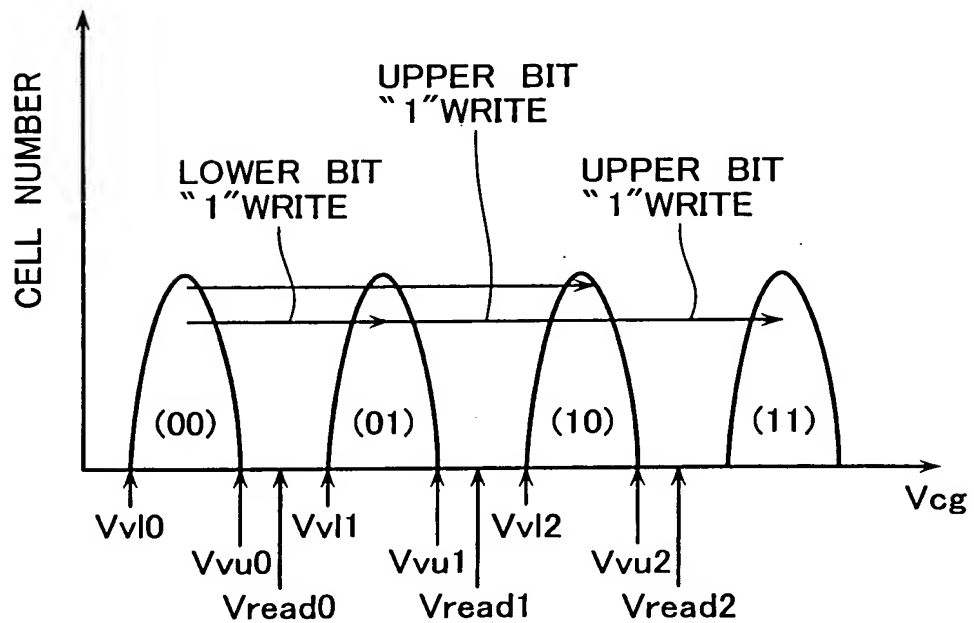 CELL NUMBER
UPPER BIT
“1”WRITE
LOWER BIT
“1”WRITE
UPPER BIT
“1”WRITE
(00)
(01)
(10)
(11)
Vcg
Vvl0
Vvl1
Vvl2
Vvu0
Vvu1
Vvu2
Vread0
Vread1
Vread2